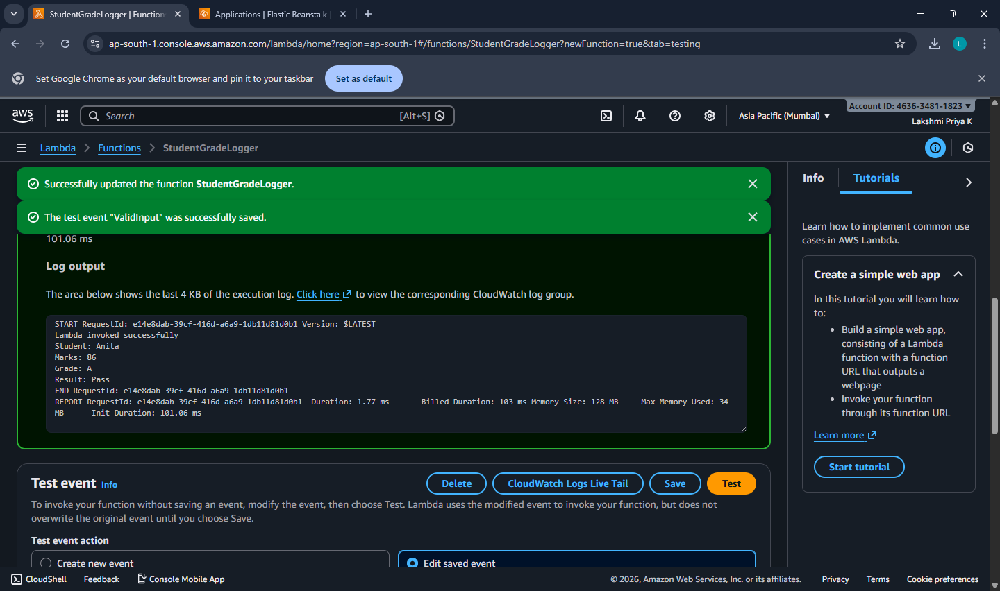 StudentGradeLogger | Function
Applications | Elastic Beanstalk
ap-south-1.console.aws.amazon.com/lambda/home?region=ap-south-1#/functions/StudentGradeLogger?newFunction=true&tab=testing
L
Set Google Chrome as your default browser and pin it to your taskbar
Set as default
aws
Search
[Alt+S]
Asia Pacific (Mumbai)
Account ID: 4636-3481-1823
Lakshmi Priya K
Lambda
Functions
StudentGradeLogger
Successfully updated the function StudentGradeLogger.
The test event "ValidInput" was successfully saved.
101.06 ms
Log output
The area below shows the last 4 KB of the execution log. Click here to view the corresponding CloudWatch log group.
START RequestId: e14e8dab-39cf-416d-a6a9-1db11d81d0b1 Version: $LATEST
Lambda invoked successfully
Student: Anita
Marks: 86
Grade: A
Result: Pass
END RequestId: e14e8dab-39cf-416d-a6a9-1db11d81d0b1
REPORT RequestId: e14e8dab-39cf-416d-a6a9-1db11d81d0b1 Duration: 1.77 ms Billed Duration: 103 ms Memory Size: 128 MB Max Memory Used: 34
MB Init Duration: 101.06 ms
Test event Info
Delete
CloudWatch Logs Live Tail
Save
Test
To invoke your function without saving an event, modify the event, then choose Test. Lambda uses the modified event to invoke your function, but does not
overwrite the original event until you choose Save.
Test event action
Create new event
Edit saved event
Info
Tutorials
Learn how to implement common use
cases in AWS Lambda.
Create a simple web app
In this tutorial you will learn how
to:
• Build a simple web app,
consisting of a Lambda
function with a function
URL that outputs a
webpage
• Invoke your function
through its function URL
Learn more
Start tutorial
CloudShell
Feedback
Console Mobile App
© 2026, Amazon Web Services, Inc. or its affiliates.
Privacy
Terms
Cookie preferences